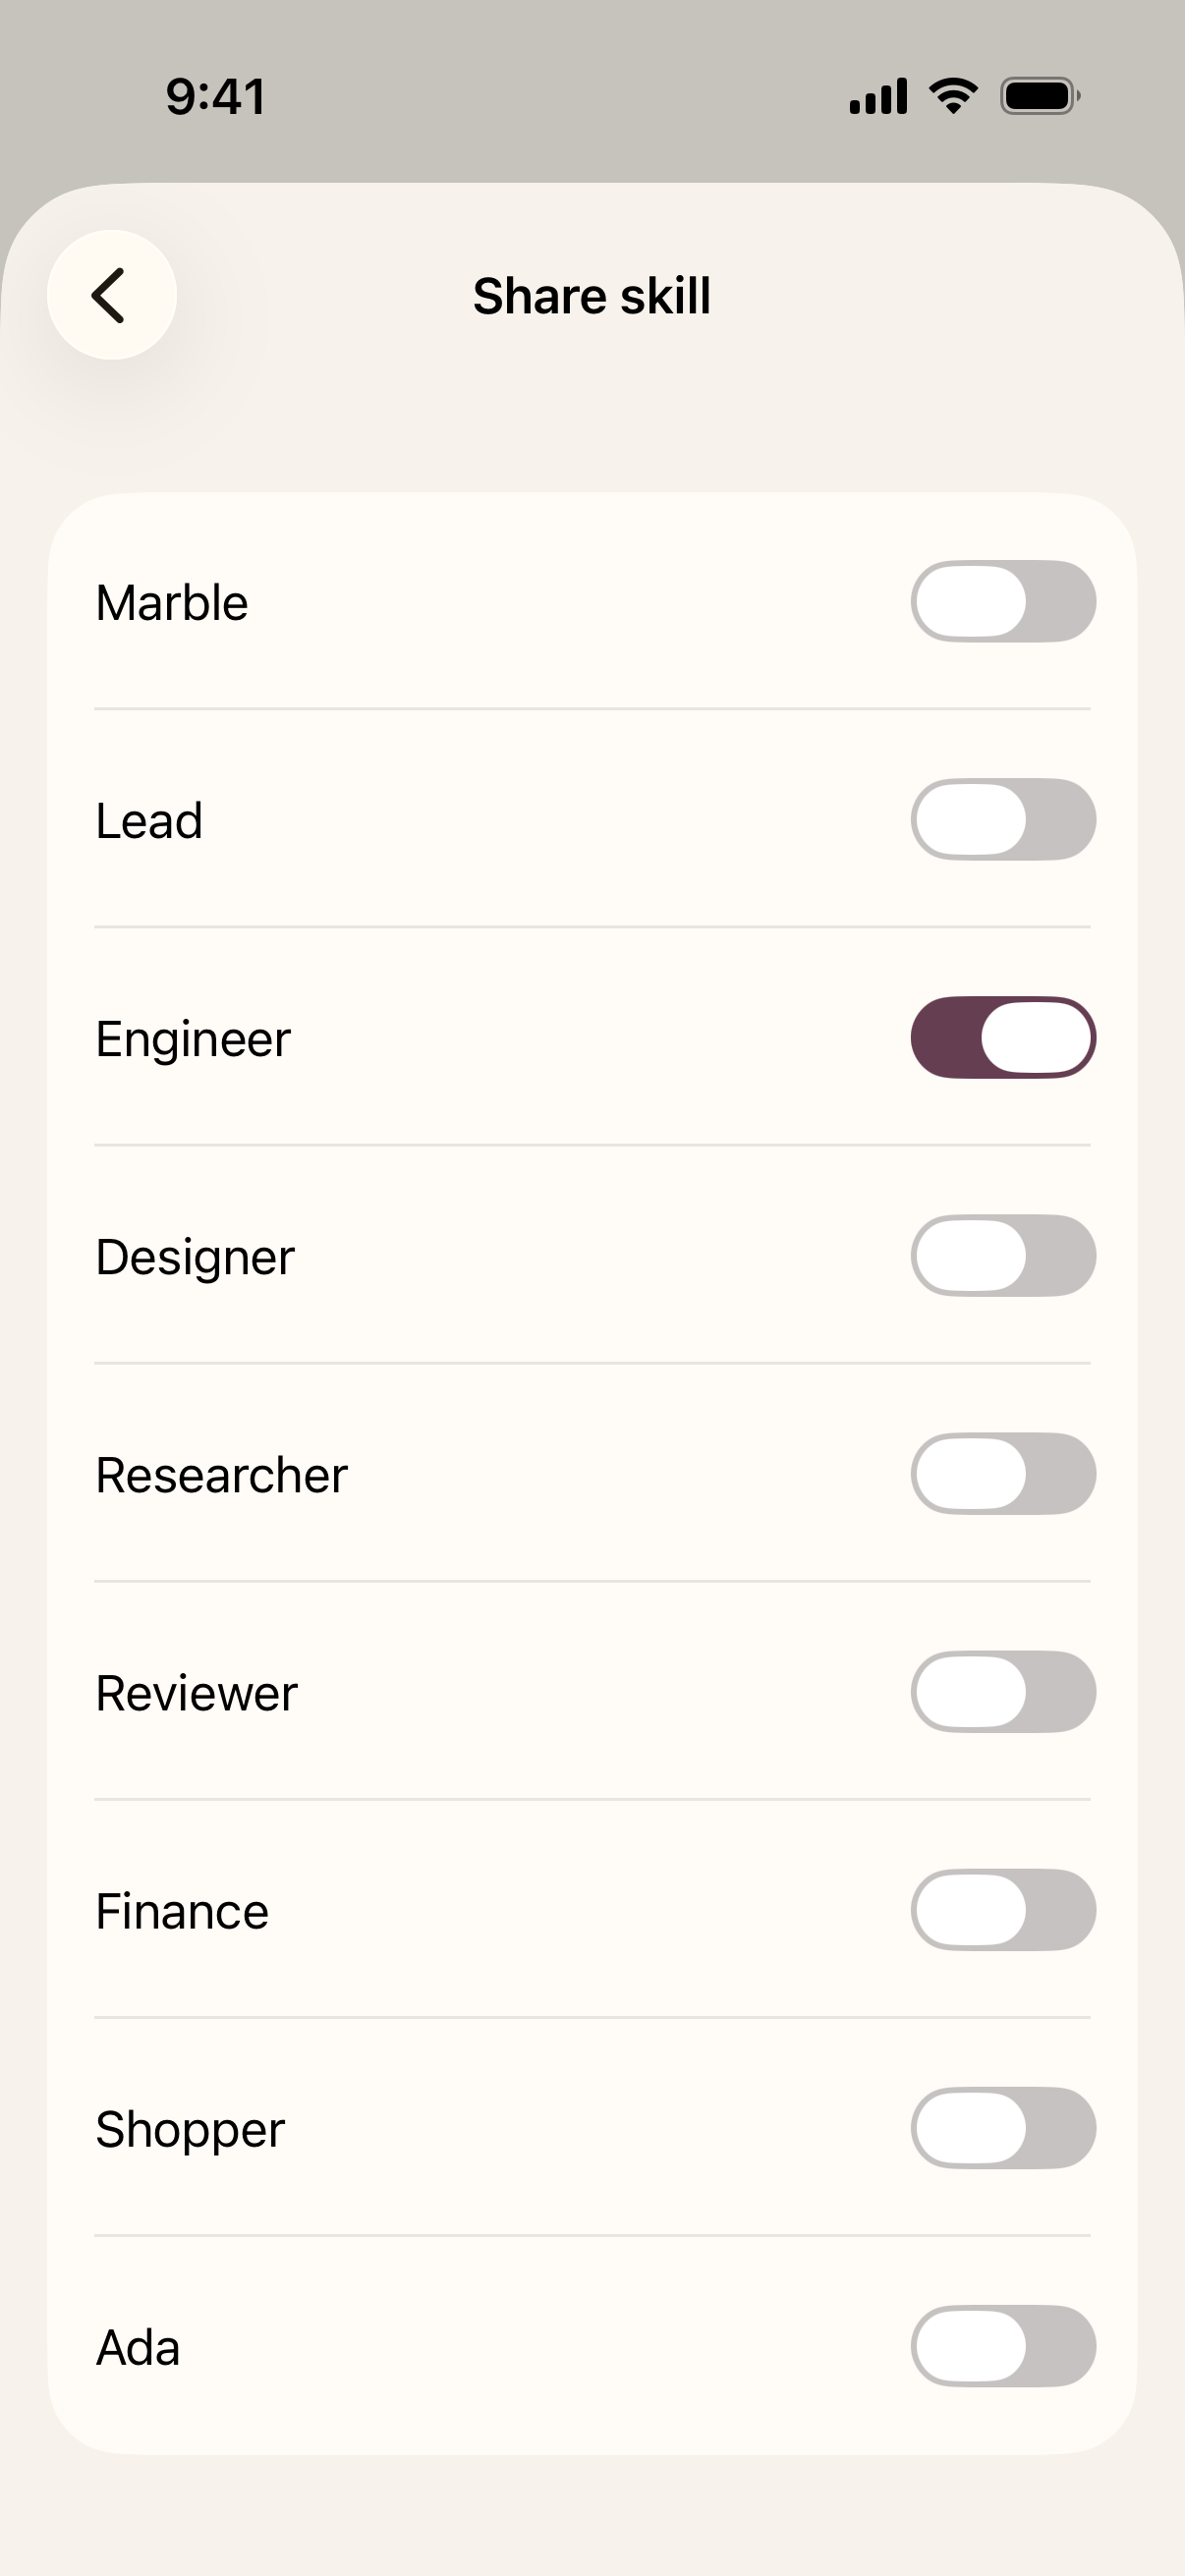 9:41
Share skill
Marble
Lead
Engineer
Designer
Researcher
Reviewer
Finance
Shopper
Ada